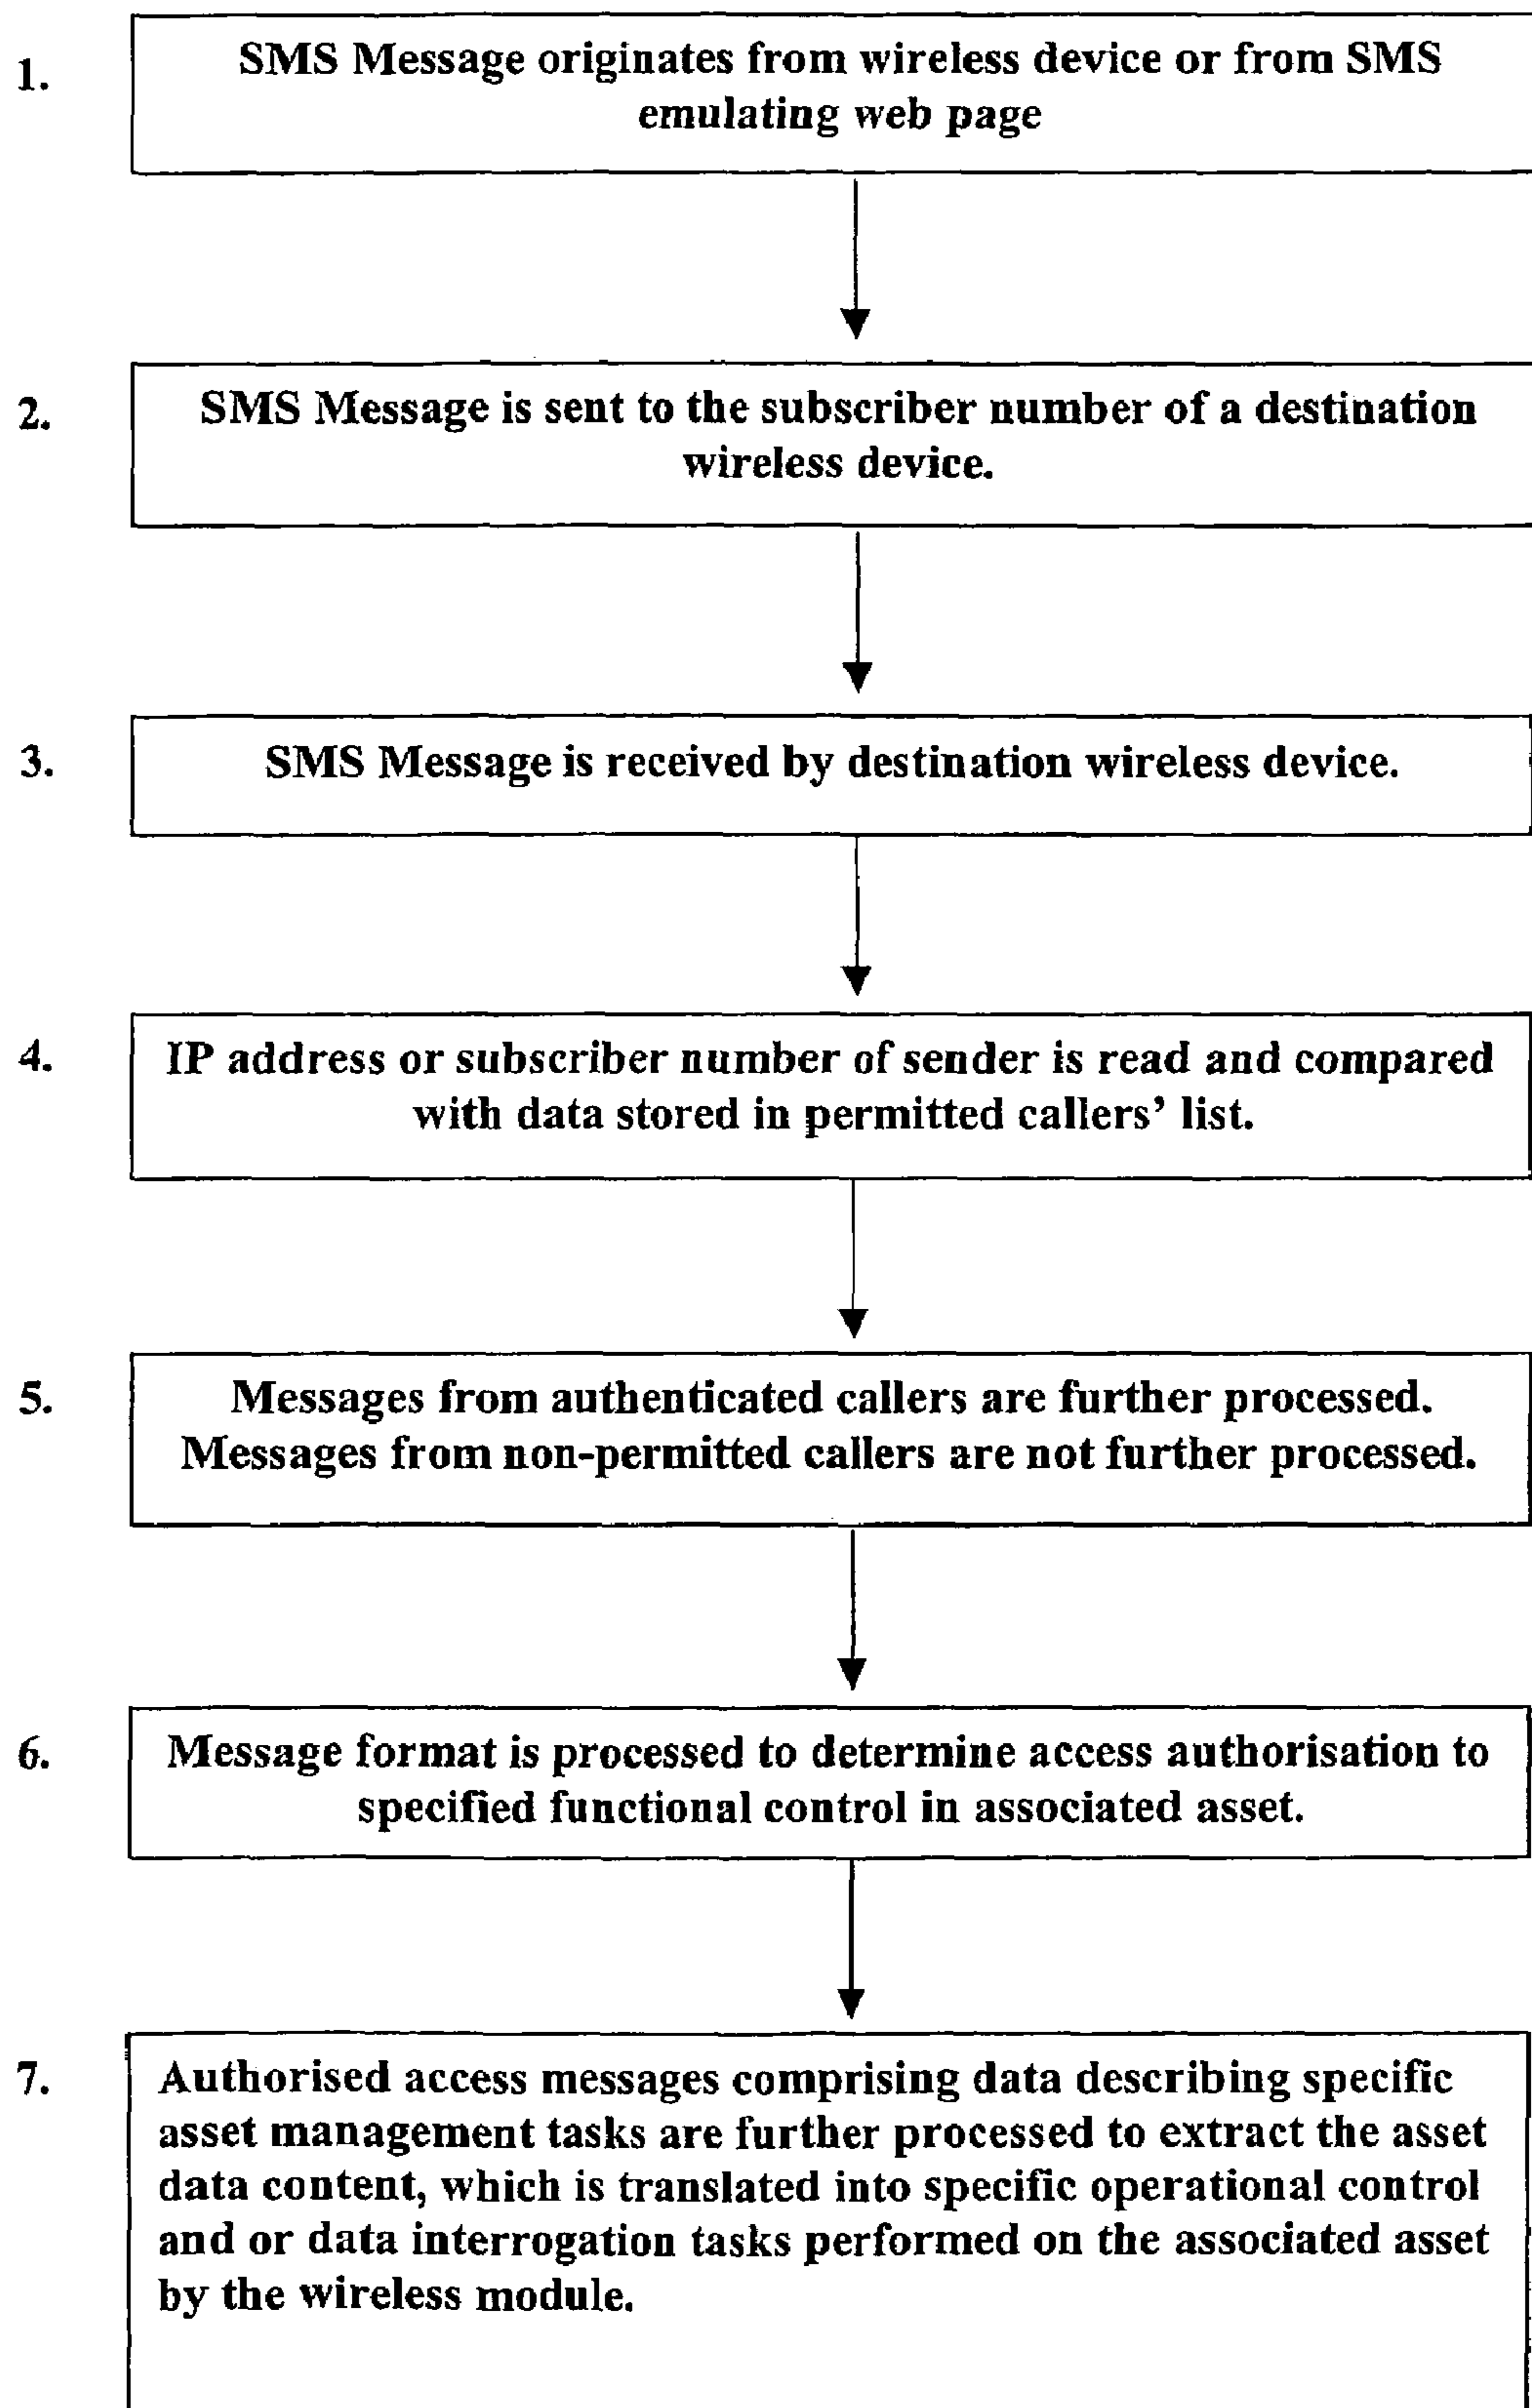 1.
SMS Message originates from wireless device or from SMS
emulating web page
2.
SMS Message is sent to the subscriber number of a destination
wireless device.
3.
SMS Message is received by destination wireless device.
4.
IP address or subscriber number of sender is read and compared
with data stored in permitted callers’ list.
5.
Messages from authenticated callers are further processed.
Messages from non-permitted callers are not further processed.
6.
Message format is processed to determine access authorisation to
specified functional control in associated asset.
7.
Authorised access messages comprising data describing specific
asset management tasks are further processed to extract the asset
data content, which is translated into specific operational control
and or data interrogation tasks performed on the associated asset
by the wireless module.